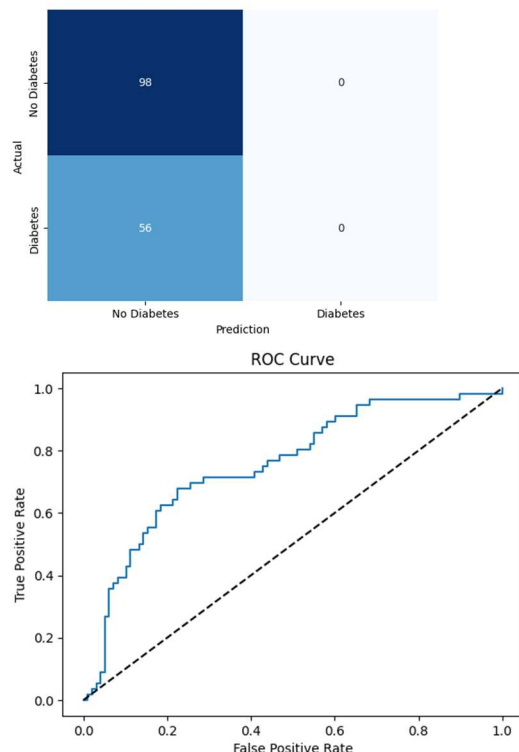 No Diabetes
98
0
Actual
Diabetes
56
0
No Diabetes
Diabetes
Prediction
ROC Curve
1.0
0.8
0.6
0.4
0.2
0.0
True Positive Rate
0.0
0.2
0.4
0.6
0.8
1.0
False Positive Rate